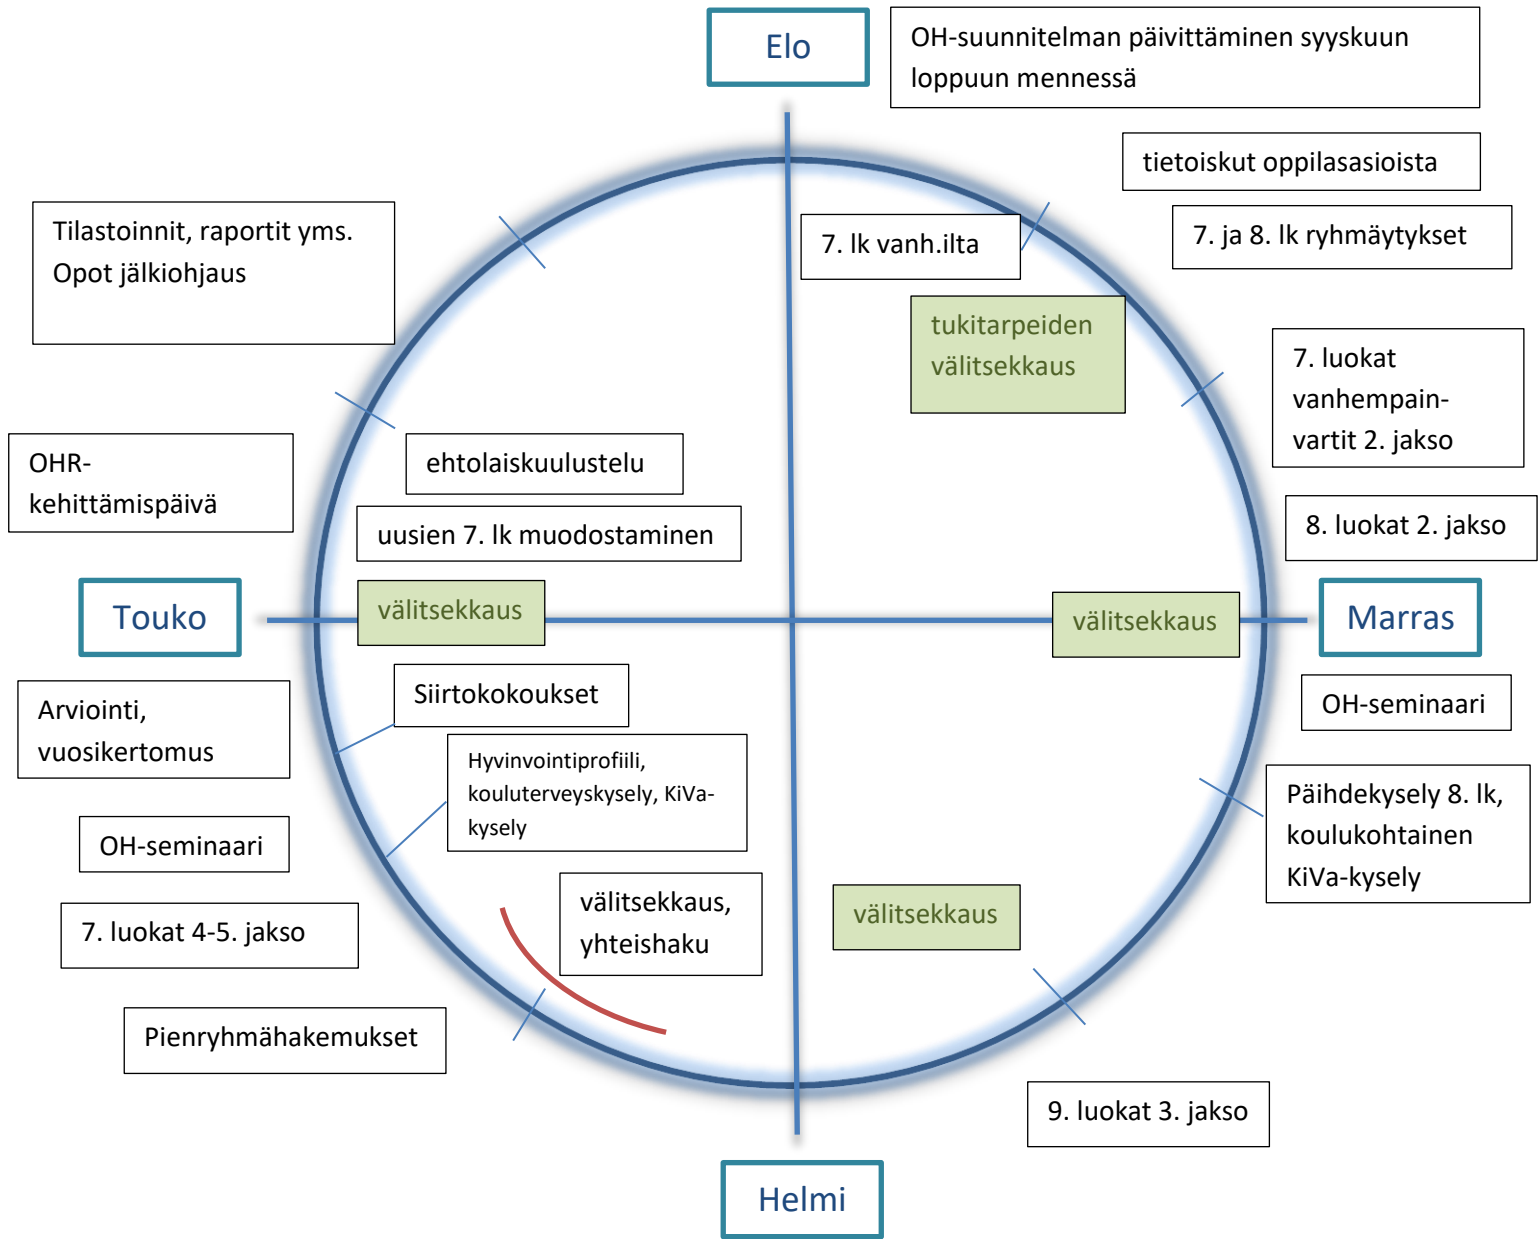 Elo
OH-suunnitelman päivittäminen syyskuun
loppuun mennessä
tietoiskut oppilasasioista
7. ja 8. lk ryhmäytykset
7. lk vanh.ilta
tukitarpeiden
välitsekkaus
7. luokat
vanhempain-
vartit 2. jakso
8. luokat 2. jakso
Marras
välitsekkaus
OH-seminaari
Päihdekysely 8. lk,
koulukohtainen
KiVa-kysely
välitsekkaus
9. luokat 3. jakso
Helmi
välitsekkaus,
yhteishaku
Pienryhmähakemukset
7. luokat 4-5. jakso
OH-seminaari
Hyvinvointiprofiili,
kouluterveyskysely, KiVa-
kysely
Siirtokokoukset
Arviointi,
vuosikertomus
Touko
välitsekkaus
uusien 7. lk muodostaminen
ehtolaiskuulustelu
OHR-
kehittämispäivä
Tilastoinnit, raportit yms.
Opot jälkiohjaus